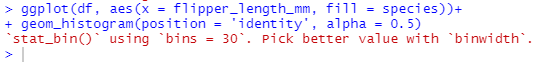 > ggplot(df, aes(x = flipper_length_mm, fill = species))+
+ geom_histogram(position = 'identity', alpha = 0.5)
`stat_bin()` using `bins = 30`. Pick better value with `binwidth`.
>